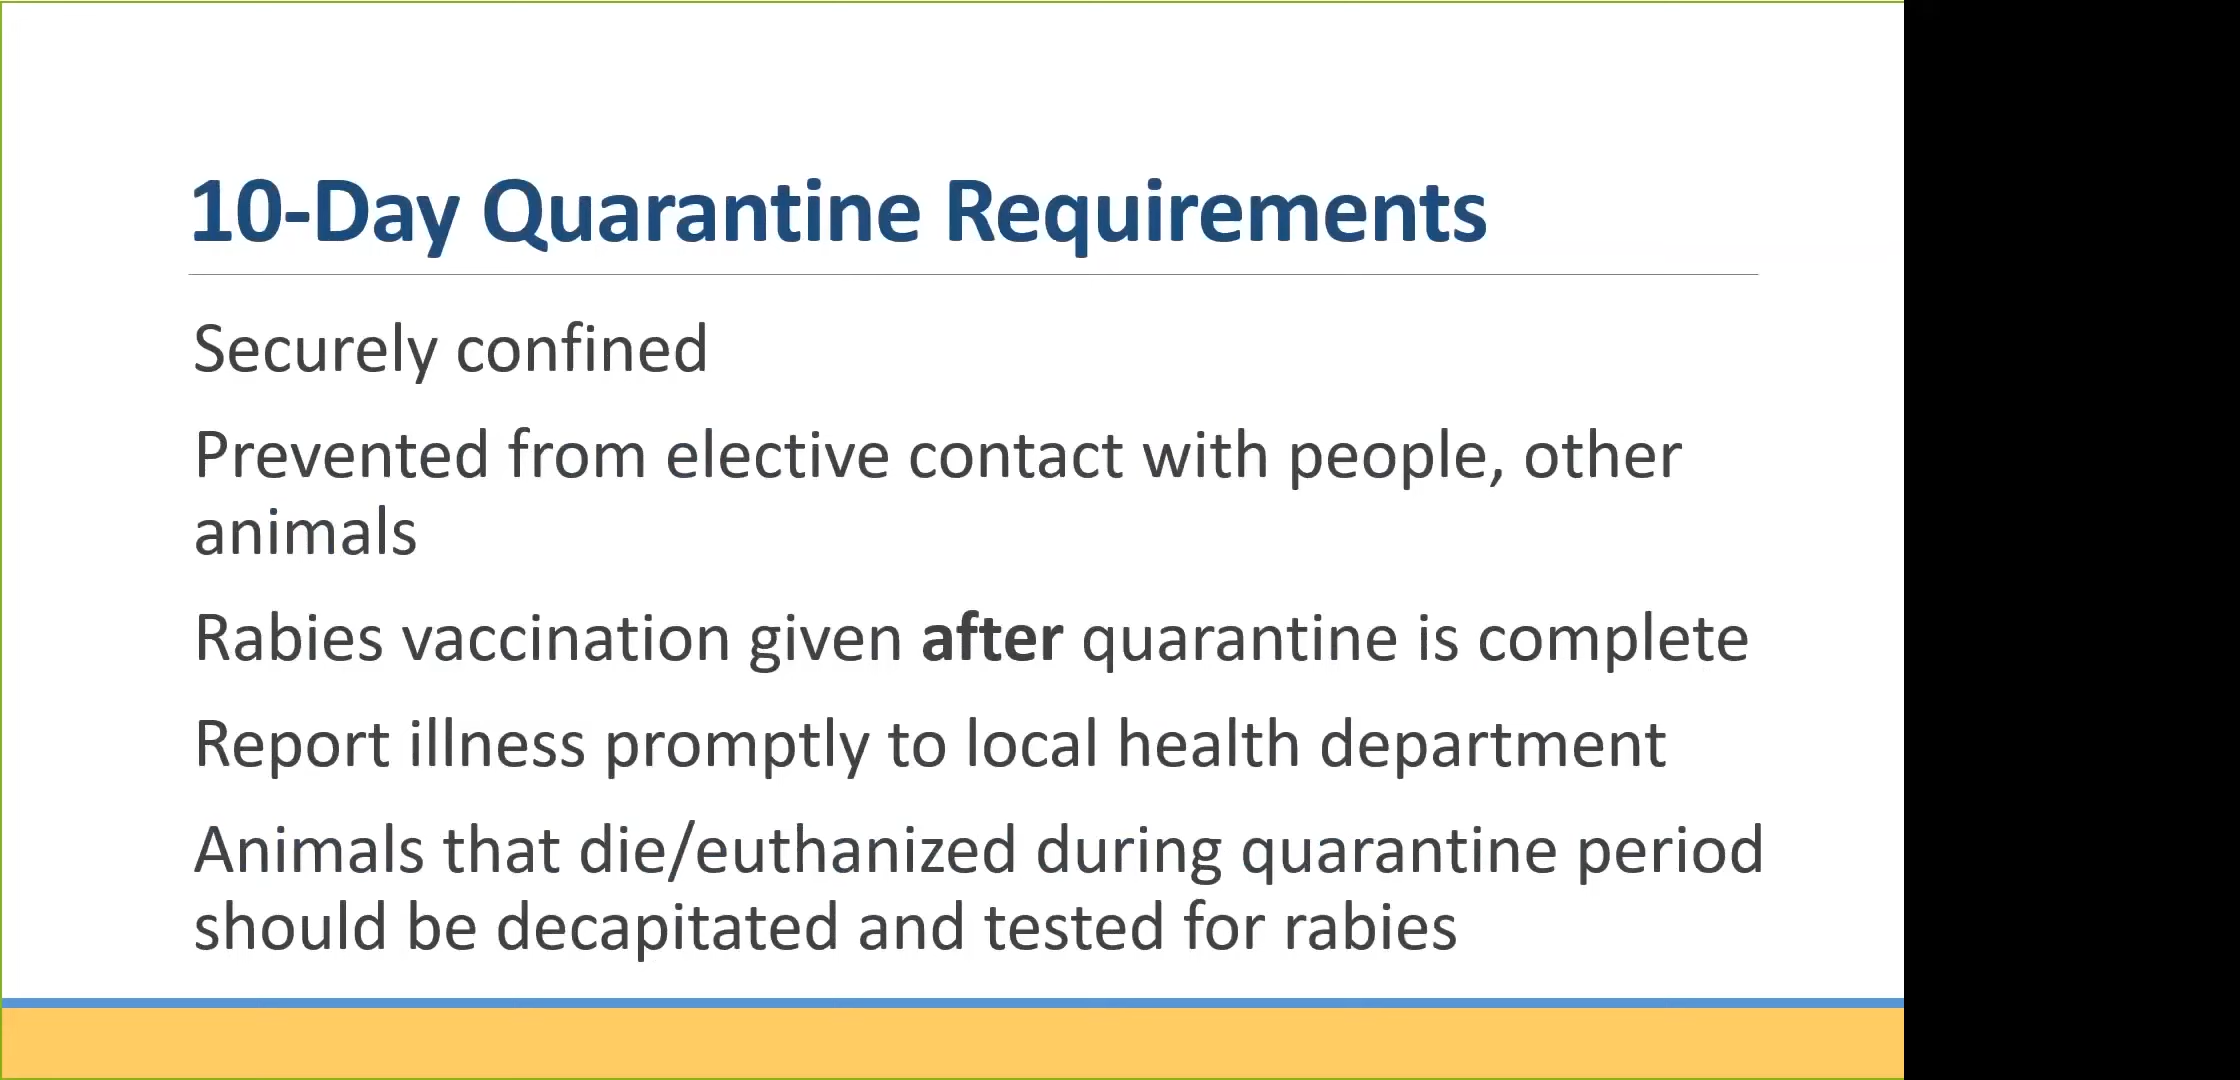 10-Day Quarantine Requirements
Securely confined
Prevented from elective contact with people, other
animals
Rabies vaccination given after quarantine is complete
Report illness promptly to local health department
Animals that die/euthanized during quarantine period
should be decapitated and tested for rabies